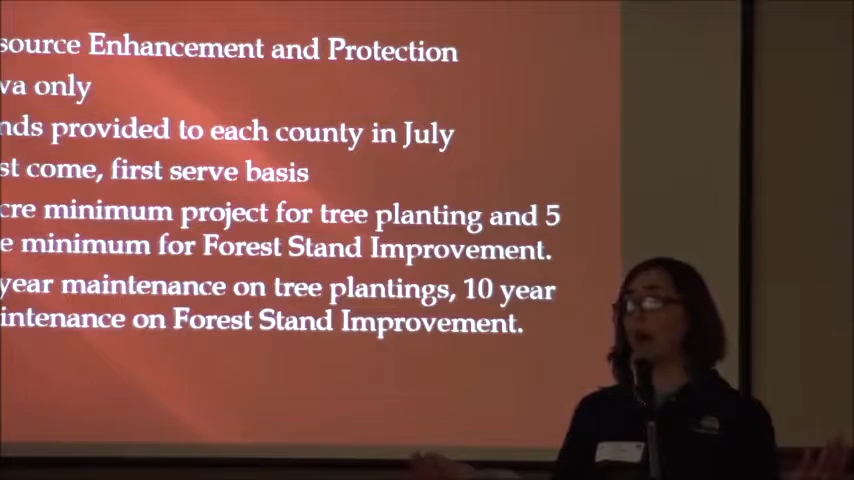 source Enhancement and Protection
va only
nds provided to each county in July
st come, first serve basis
cre minimum project for tree planting and 5
e minimum for Forest Stand Improvement.
year maintenance on tree plantings, 10 year
intenance on Forest Stand Improvement.